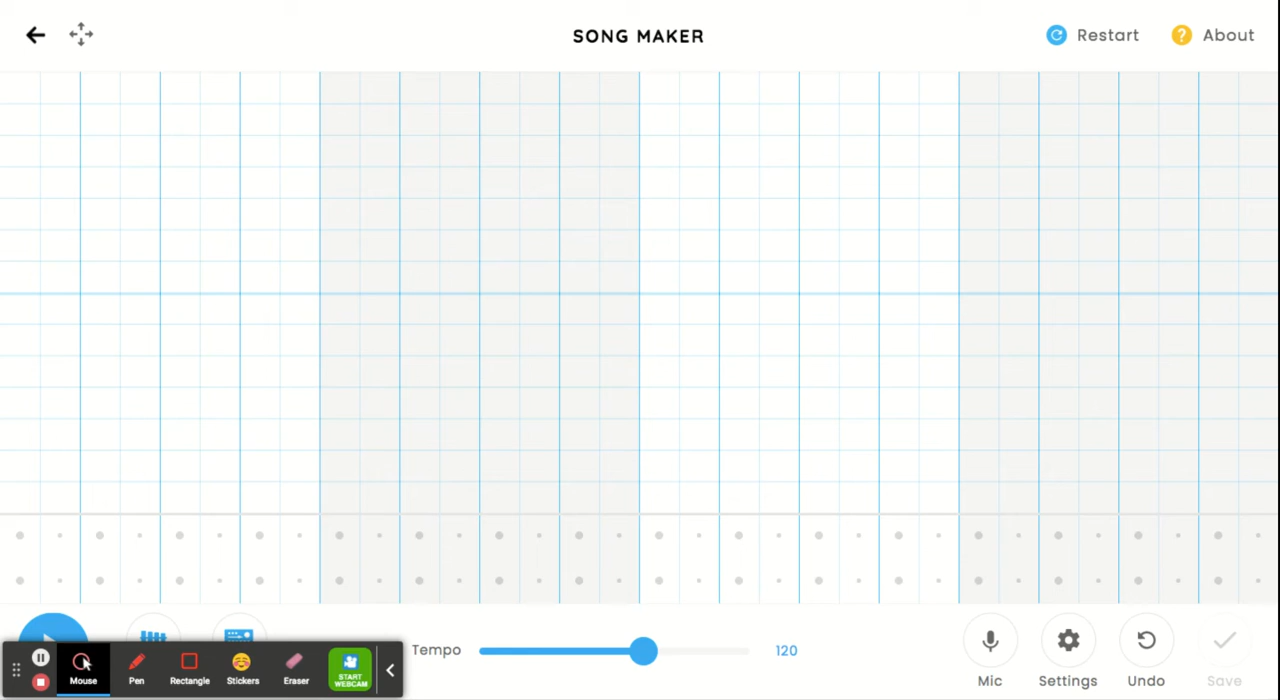 SONG MAKER
Restart
About
Tempo
120
Mic
Settings
Undo
Save
Mouse
Pen
Rectangle
Stickers
Eraser
START
WEBCAM